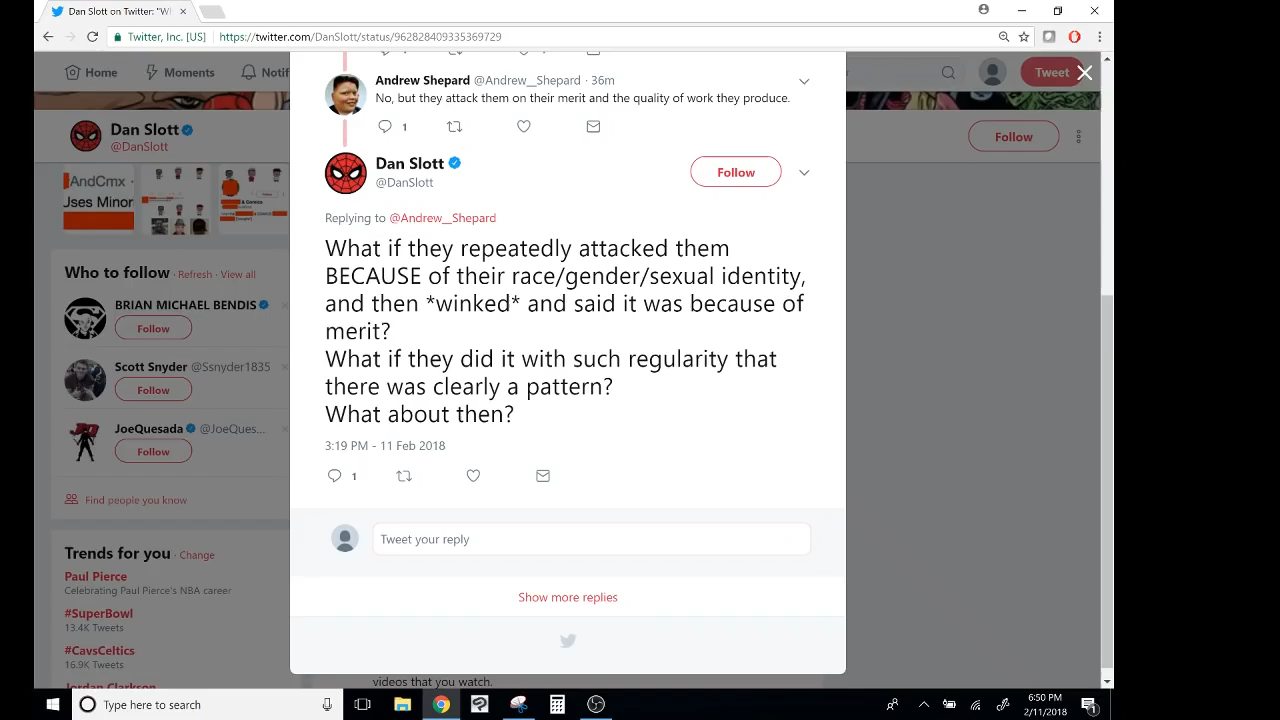 Dan Slott on Twitter: "W
Twitter, Inc. [US]
https://twitter.com/DanSlott/status/962828409335369729
Home
Moments
Notif
Tweet
Andrew Shepard @Andrew__Shepard · 36m
No, but they attack them on their merit and the quality of work they produce.
1
Dan Slott
@DanSlott
Follow
Dan Slott
@DanSlott
Follow
Replying to @Andrew__Shepard
What if they repeatedly attacked them
BECAUSE of their race/gender/sexual identity,
and then *winked* and said it was because of
merit?
What if they did it with such regularity that
there was clearly a pattern?
What about then?
3:19 PM - 11 Feb 2018
1
AndCmx
Uses Minor
Who to follow · Refresh · View all
BRIAN MICHAEL BENDIS
Follow
Scott Snyder @Ssnyder1835
Follow
JoeQuesada @JoeQues...
Follow
Find people you know
Tweet your reply
Show more replies
Trends for you · Change
Paul Pierce
Celebrating Paul Pierce's NBA career
#SuperBowl
13.4K Tweets
#CavsCeltics
16.9K Tweets
Jordan Clarkson
videos that you watch.
Type here to search
6:50 PM
2/11/2018
1